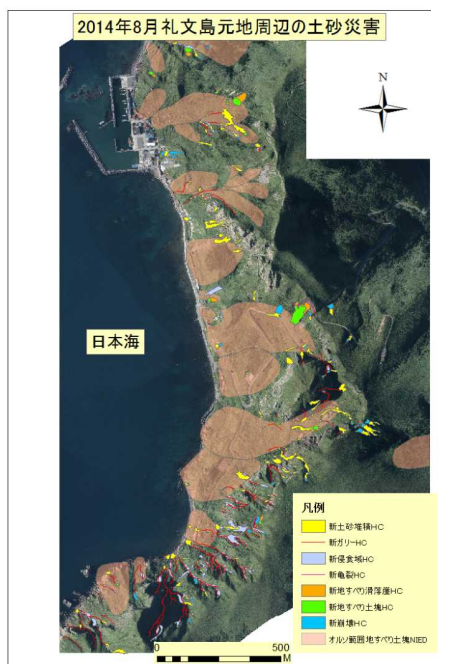 2014年8月礼文島元地周辺の土砂災害
N
日本海
凡例
新土砂堆積HC
新ガリーHC
新侵食域HC
新亀裂HC
新地すべり滑落崖HC
新地すべり土塊HC
新崩壊HC
オルソ範囲地すべり土塊NIED
0 500
M